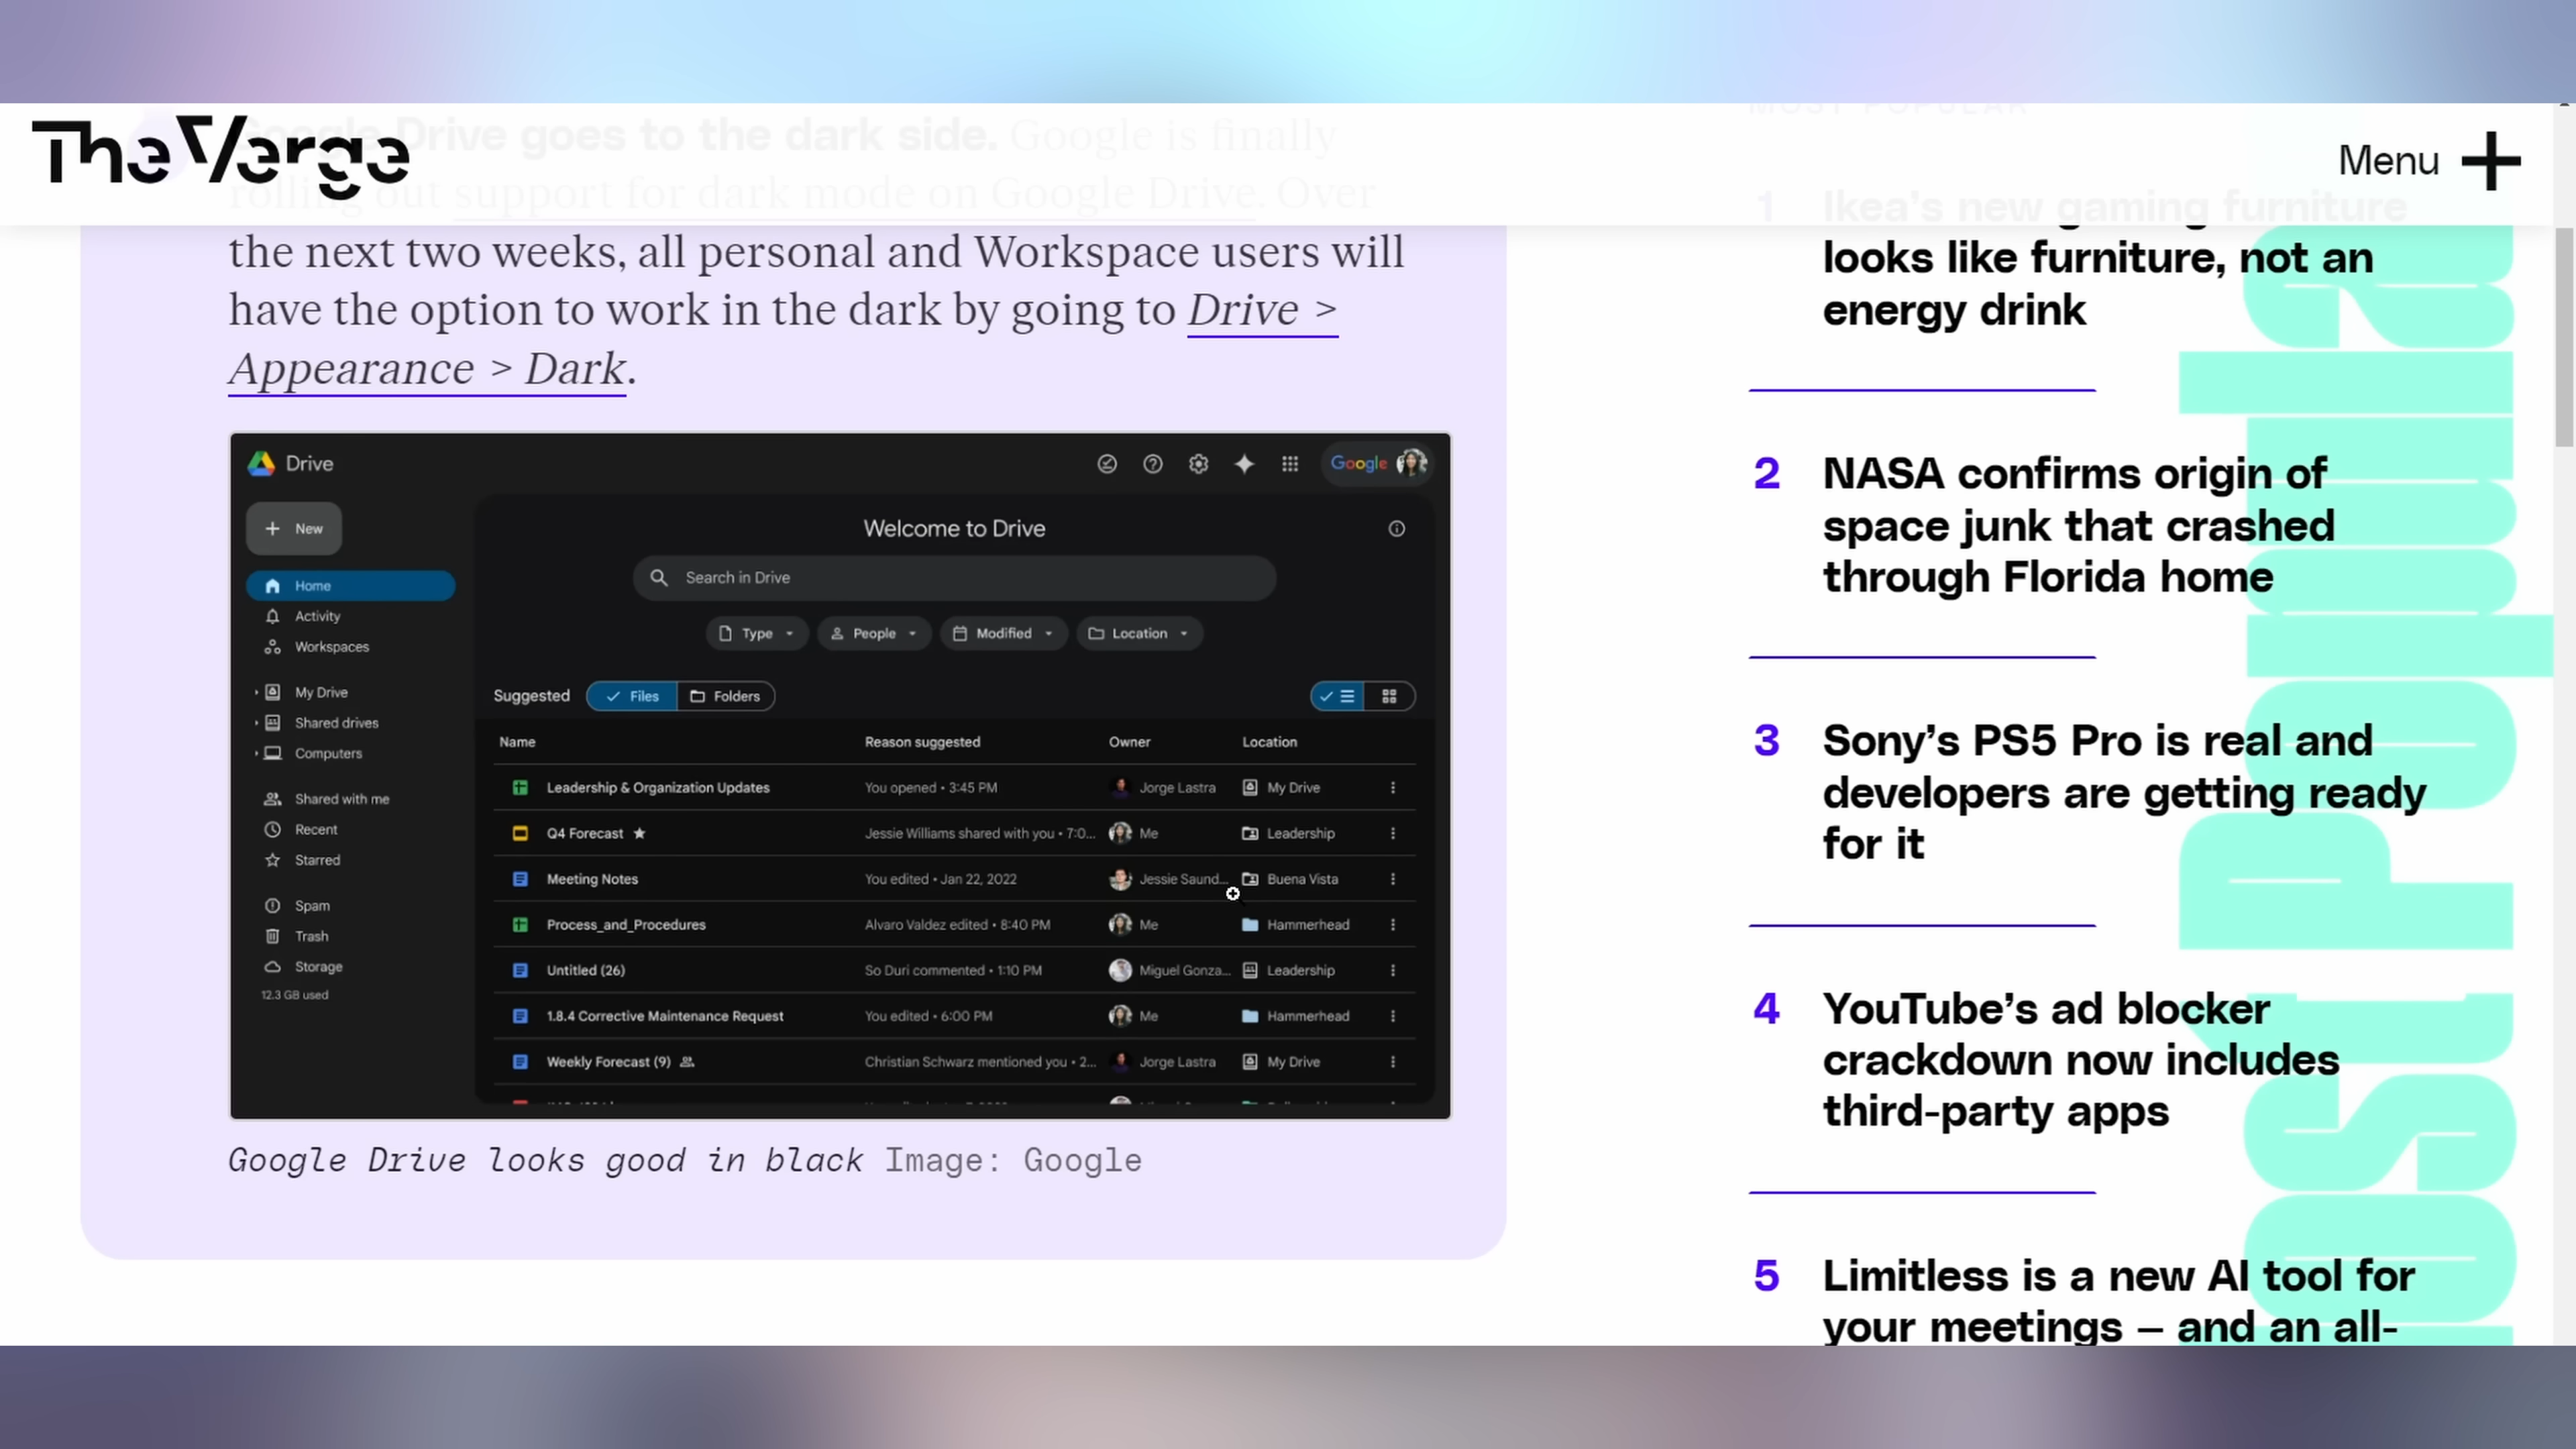 The Verge
Menu
Google Drive goes to the dark side. Google is finally
rolling out support for dark mode on Google Drive. Over
the next two weeks, all personal and Workspace users will
have the option to work in the dark by going to Drive >
Appearance > Dark.
Drive
Google
New
Home
Activity
Workspaces
My Drive
Shared drives
Computers
Shared with me
Recent
Starred
Spam
Trash
Storage
12.3 GB used
Welcome to Drive
Search in Drive
Type People Modified Location
Suggested Files Folders
Name Reason suggested Owner Location
Leadership & Organization Updates You opened • 3:45 PM Jorge Lastra My Drive
Q4 Forecast Jessie Williams shared with you • 7:0... Me Leadership
Meeting Notes You edited • Jan 22, 2022 Jessie Saund... Buena Vista
Process_and_Procedures Alvaro Valdez edited • 8:40 PM Me Hammerhead
Untitled (26) So Duri commented • 1:10 PM Miguel Gonza... Leadership
1.8.4 Corrective Maintenance Request You edited • 6:00 PM Me Hammerhead
Weekly Forecast (9) Christian Schwarz mentioned you • 2... Jorge Lastra My Drive
Google Drive looks good in black Image: Google
MOST POPULAR
1 Ikea's new gaming furniture
looks like furniture, not an
energy drink
2 NASA confirms origin of
space junk that crashed
through Florida home
3 Sony's PS5 Pro is real and
developers are getting ready
for it
4 YouTube's ad blocker
crackdown now includes
third-party apps
5 Limitless is a new AI tool for
your meetings — and an all-